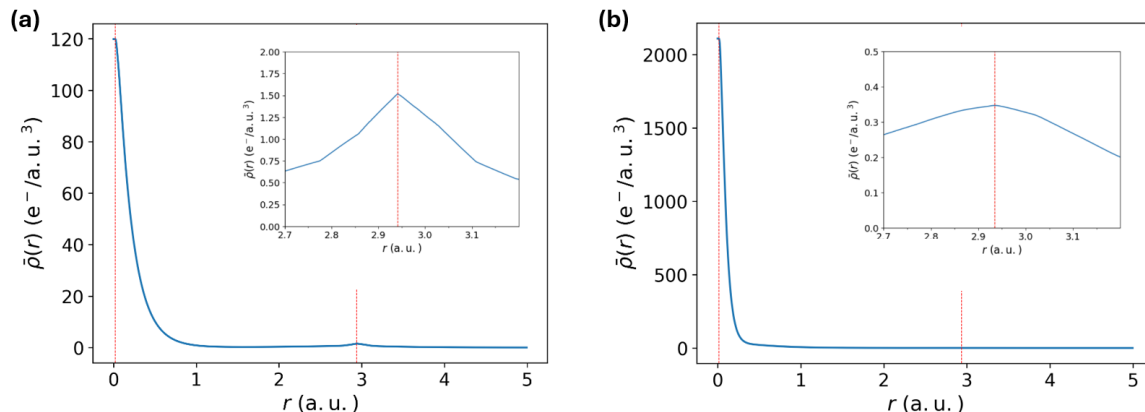 (a)
120
100
80
60
40
20
0
ρ̄(r) (e⁻/a.u.³)
0 1 2 3 4 5
r (a.u.)
2.00
1.75
1.50
1.25
1.00
0.75
0.50
0.25
0.00
ρ̄(r) (e⁻/a.u.³)
2.7 2.8 2.9 3.0 3.1
r (a.u.)
(b)
2000
1500
1000
500
0
ρ̄(r) (e⁻/a.u.³)
0 1 2 3 4 5
r (a.u.)
0.5
0.4
0.3
0.2
0.1
0.0
ρ̄(r) (e⁻/a.u.³)
2.7 2.8 2.9 3.0 3.1
r (a.u.)